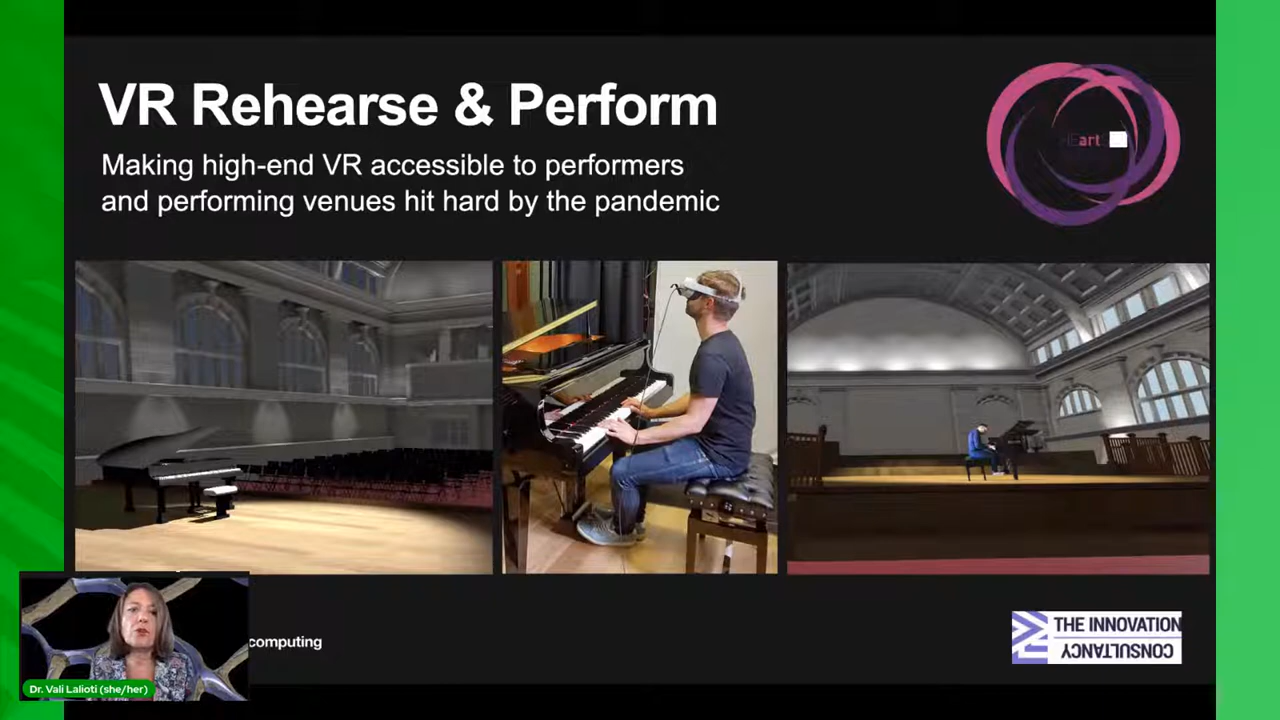 VR Rehearse & Perform
Making high-end VR accessible to performers
and performing venues hit hard by the pandemic
computing
THE INNOVATION
CONSULTANCY
Dr. Vali Lalioti (she/her)